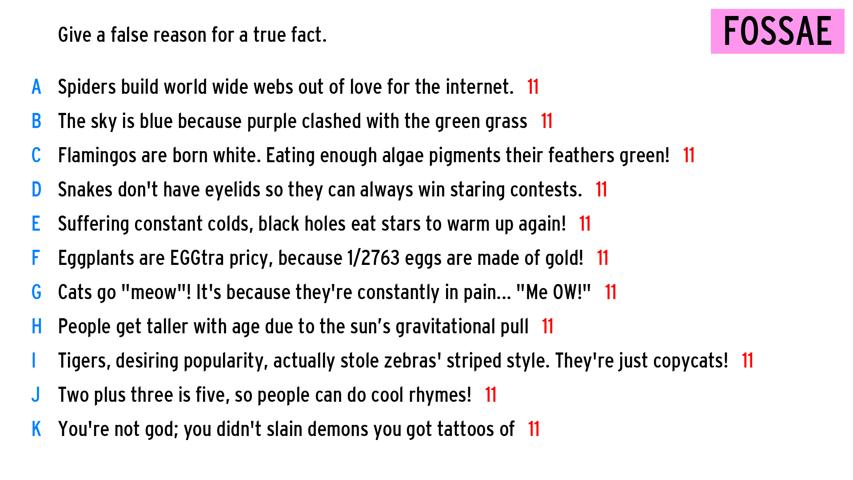 Give a false reason for a true fact.
FOSSAE
A Spiders build world wide webs out of love for the internet. 11
B The sky is blue because purple clashed with the green grass 11
C Flamingos are born white. Eating enough algae pigments their feathers green! 11
D Snakes don't have eyelids so they can always win staring contests. 11
E Suffering constant colds, black holes eat stars to warm up again! 11
F Eggplants are EGGtra pricy, because 1/2763 eggs are made of gold! 11
G Cats go "meow"! It's because they're constantly in pain... "Me OW!" 11
H People get taller with age due to the sun’s gravitational pull 11
I Tigers, desiring popularity, actually stole zebras' striped style. They're just copycats! 11
J Two plus three is five, so people can do cool rhymes! 11
K You're not god; you didn't slain demons you got tattoos of 11